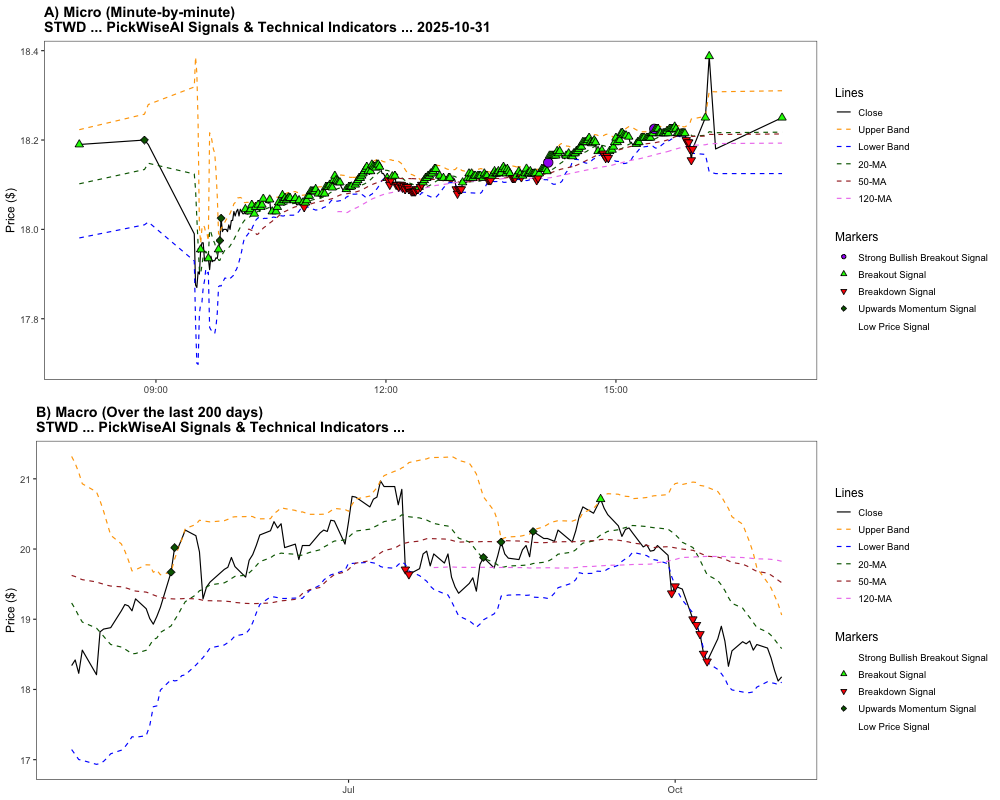 A) Micro (Minute-by-minute)
STWD ... PickWiseAI Signals & Technical Indicators ... 2025-10-31
18.4
18.2
18.0
17.8
Price ($)
09:00
12:00
15:00
Lines
Close
Upper Band
Lower Band
20-MA
50-MA
120-MA
Markers
Strong Bullish Breakout Signal
Breakout Signal
Breakdown Signal
Upwards Momentum Signal
Low Price Signal
B) Macro (Over the last 200 days)
STWD ... PickWiseAI Signals & Technical Indicators ...
21
20
19
18
17
Price ($)
Jul
Oct
Lines
Close
Upper Band
Lower Band
20-MA
50-MA
120-MA
Markers
Strong Bullish Breakout Signal
Breakout Signal
Breakdown Signal
Upwards Momentum Signal
Low Price Signal